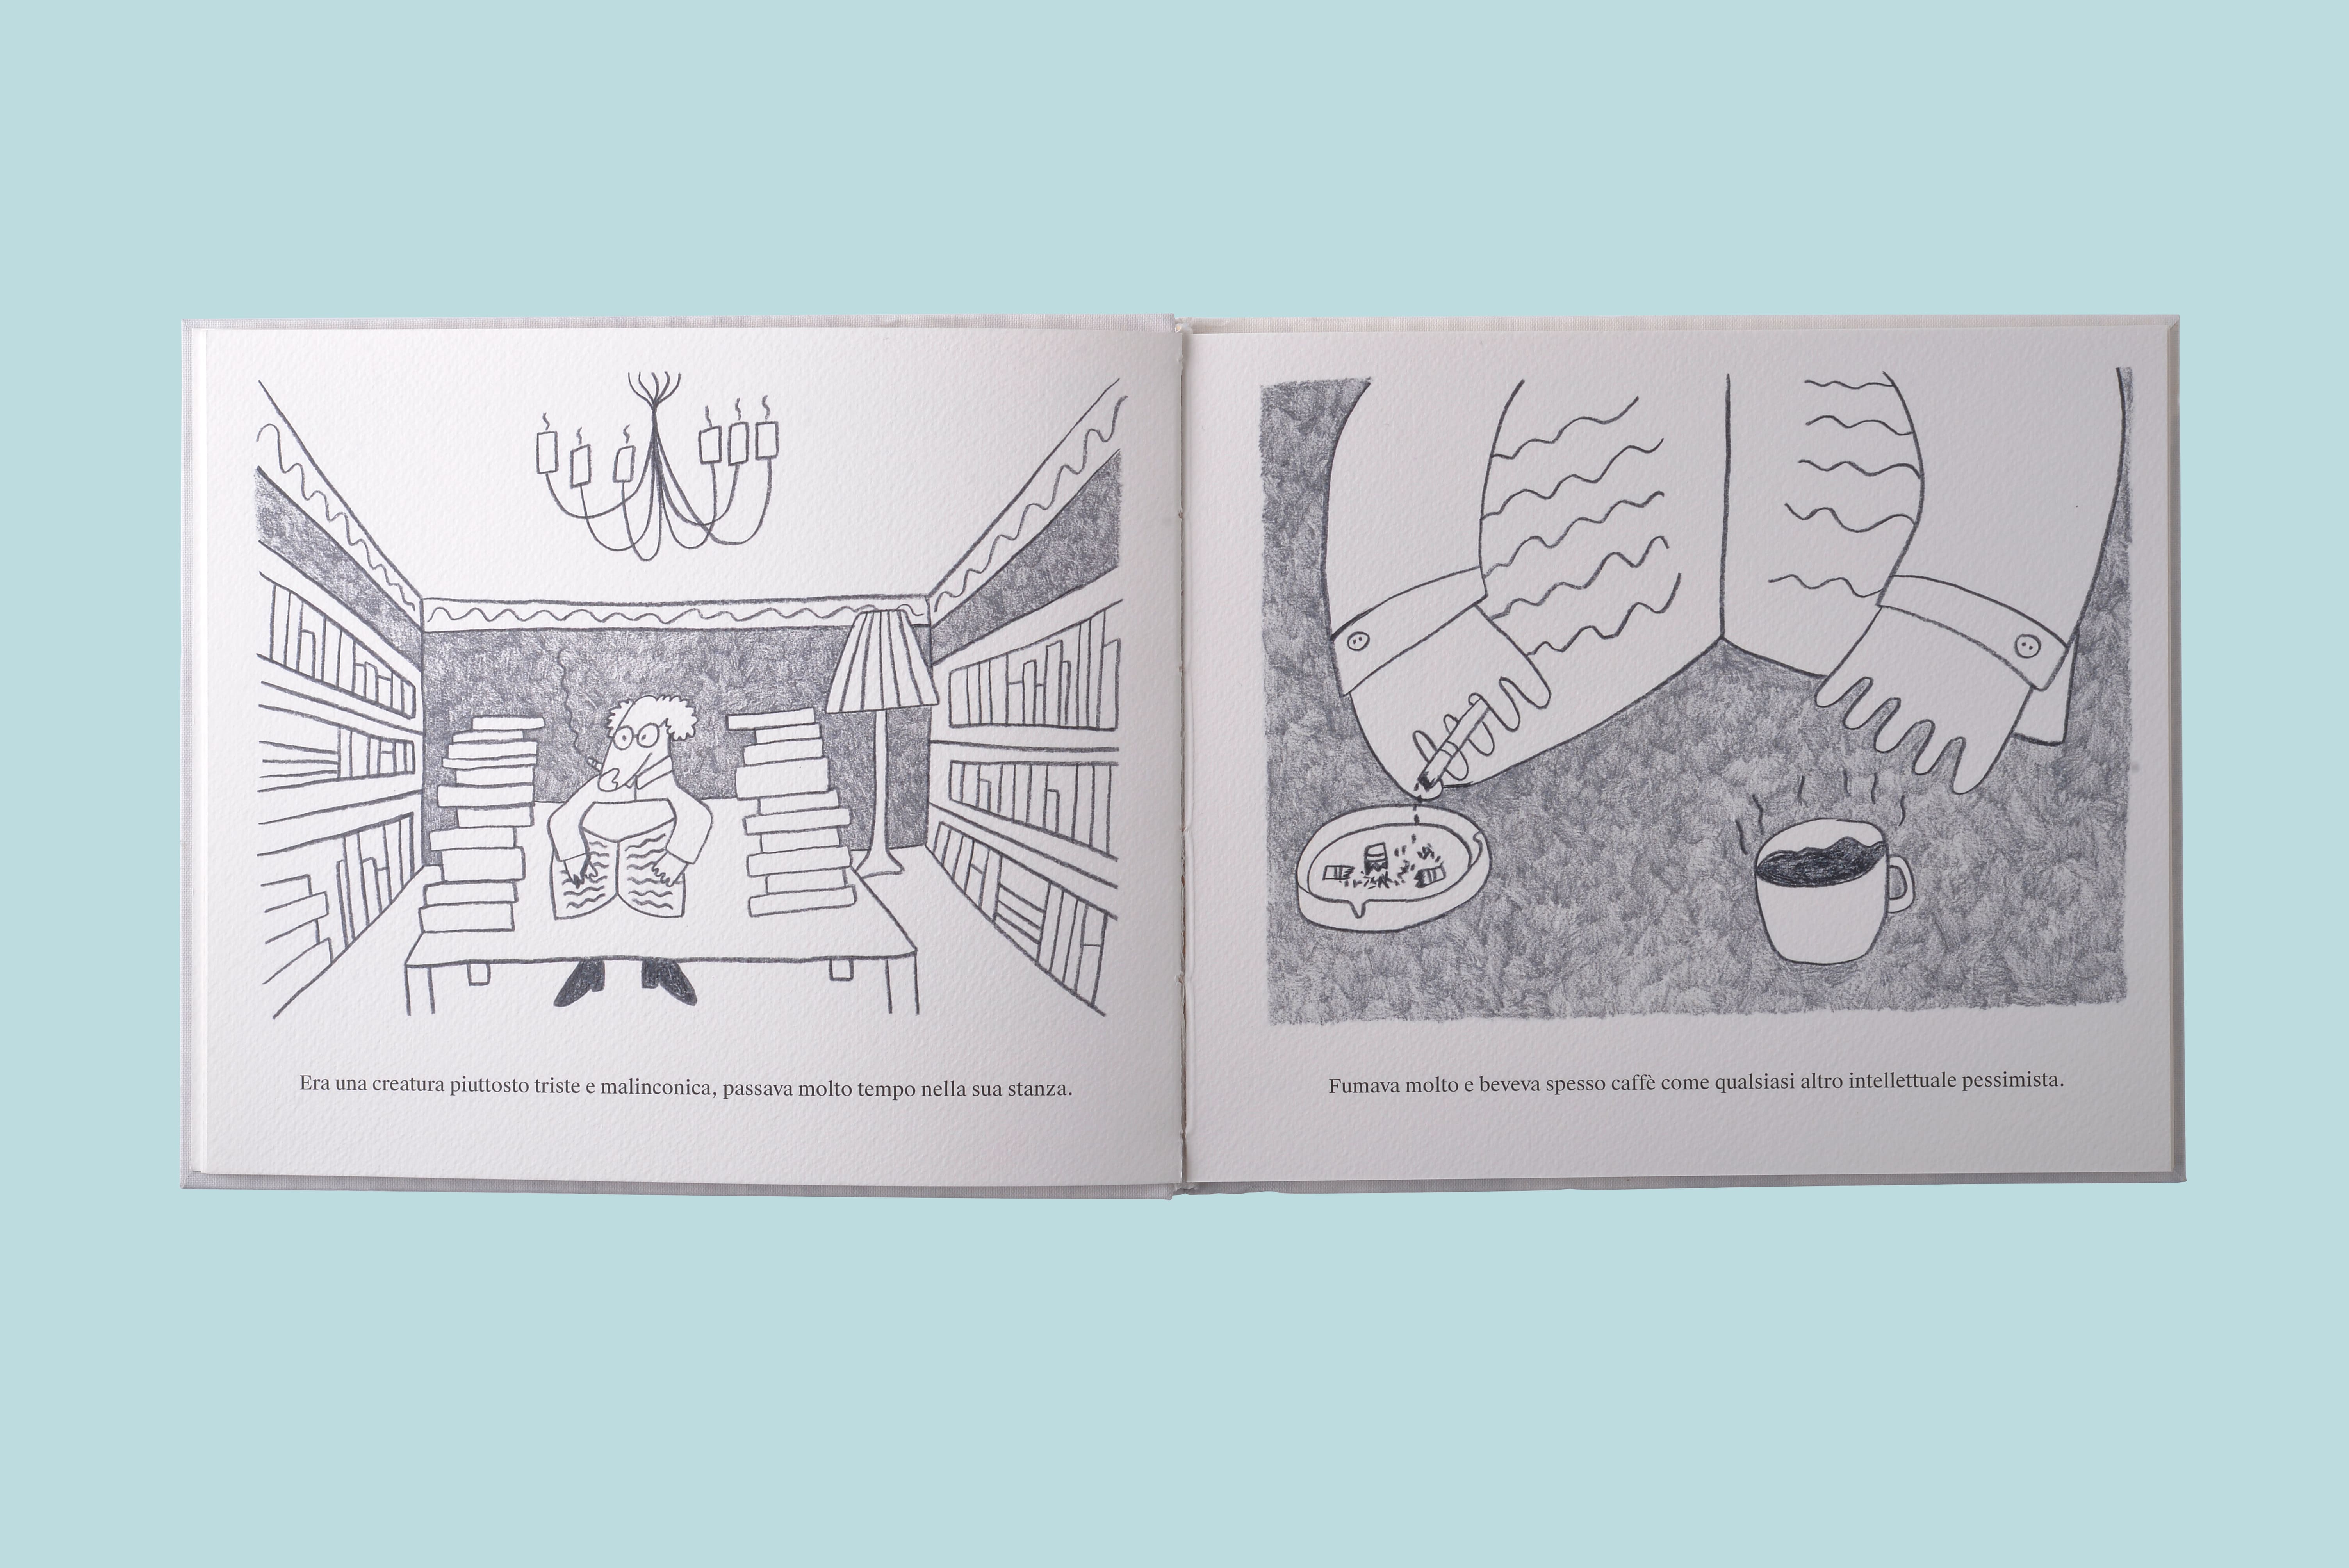 Era una creatura piuttosto triste e malinconica, passava molto tempo nella sua stanza.
Fumava molto e beveva spesso caffè come qualsiasi altro intellettuale pessimista.